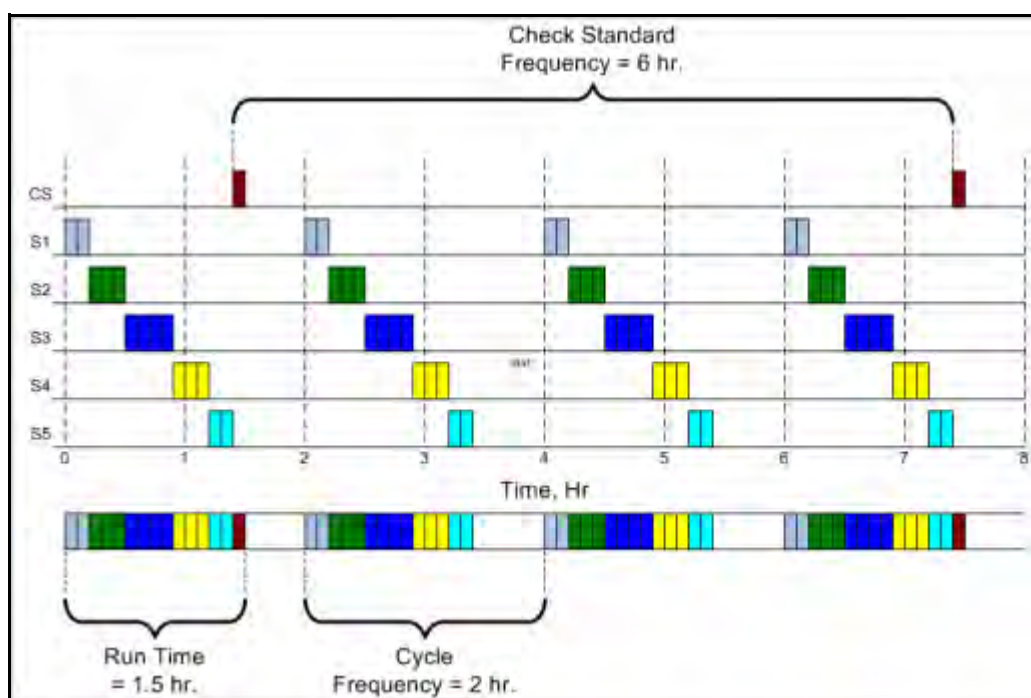 Check Standard
Frequency = 6 hr.
CS
S1
S2
S3
S4
S5
0 1 2 3 4 5 6 7 8
Time, Hr
Run Time
= 1.5 hr.
Cycle
Frequency = 2 hr.